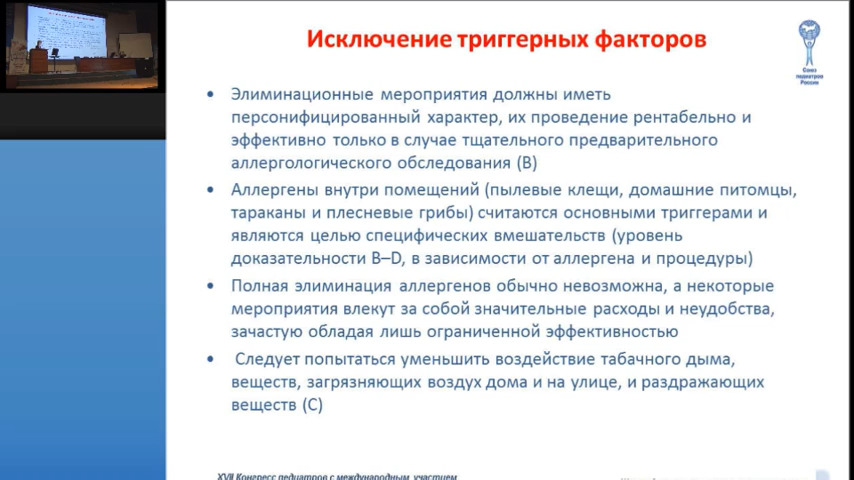 Исключение триггерных факторов
Союз
педиатров
России
• Элиминационные мероприятия должны иметь
персонифицированный характер, их проведение рентабельно и
эффективно только в случае тщательного предварительного
аллергологического обследования (B)
• Аллергены внутри помещений (пылевые клещи, домашние питомцы,
тараканы и плесневые грибы) считаются основными триггерами и
являются целью специфических вмешательств (уровень
доказательности B–D, в зависимости от аллергена и процедуры)
• Полная элиминация аллергенов обычно невозможна, а некоторые
мероприятия влекут за собой значительные расходы и неудобства,
зачастую обладая лишь ограниченной эффективностью
• Следует попытаться уменьшить воздействие табачного дыма,
веществ, загрязняющих воздух дома и на улице, и раздражающих
веществ (C)
XVII Конгресс педиатров с международным участием